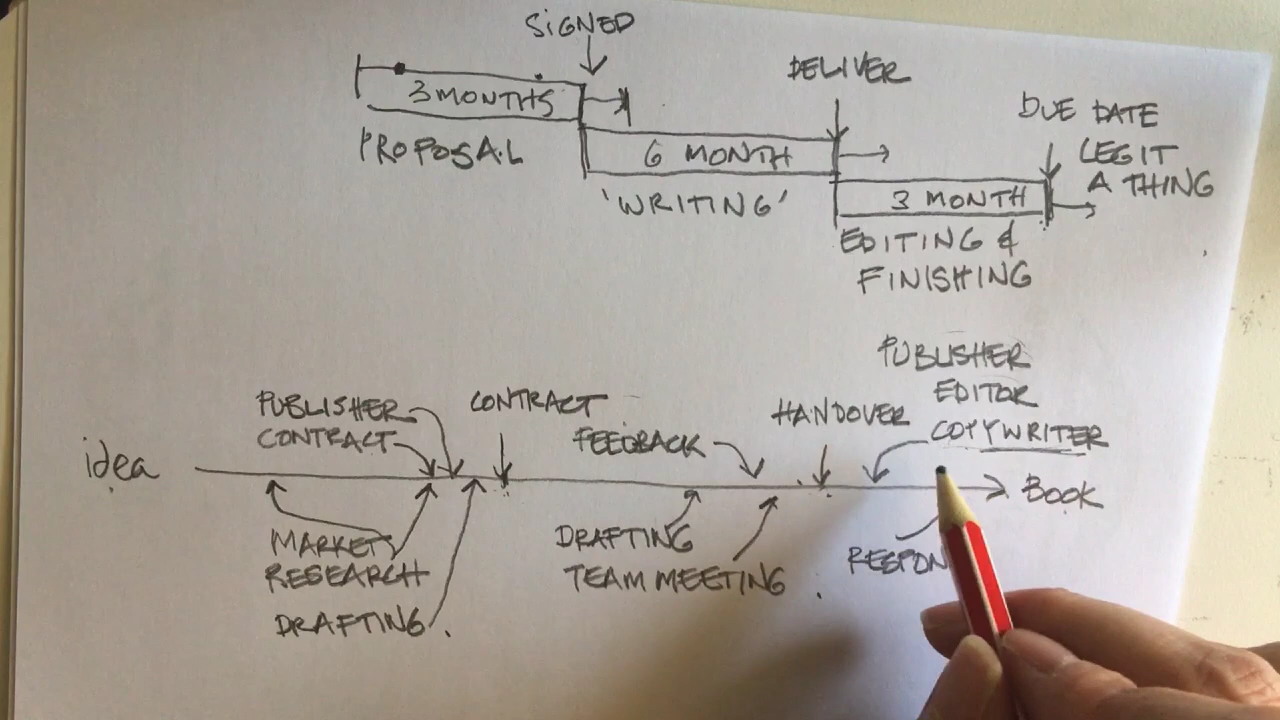 SIGNED
3 MONTHS
PROPOSAL
DELIVER
6 MONTH
'WRITING'
DUE DATE
LEGIT
A THING
3 MONTH
EDITING &
FINISHING
idea
PUBLISHER
CONTRACT
CONTRACT
FEEDBACK
HANDOVER
PUBLISHER
EDITOR
COPYWRITER
BOOK
MARKET
RESEARCH
DRAFTING
DRAFTING
TEAM MEETING
RESPON